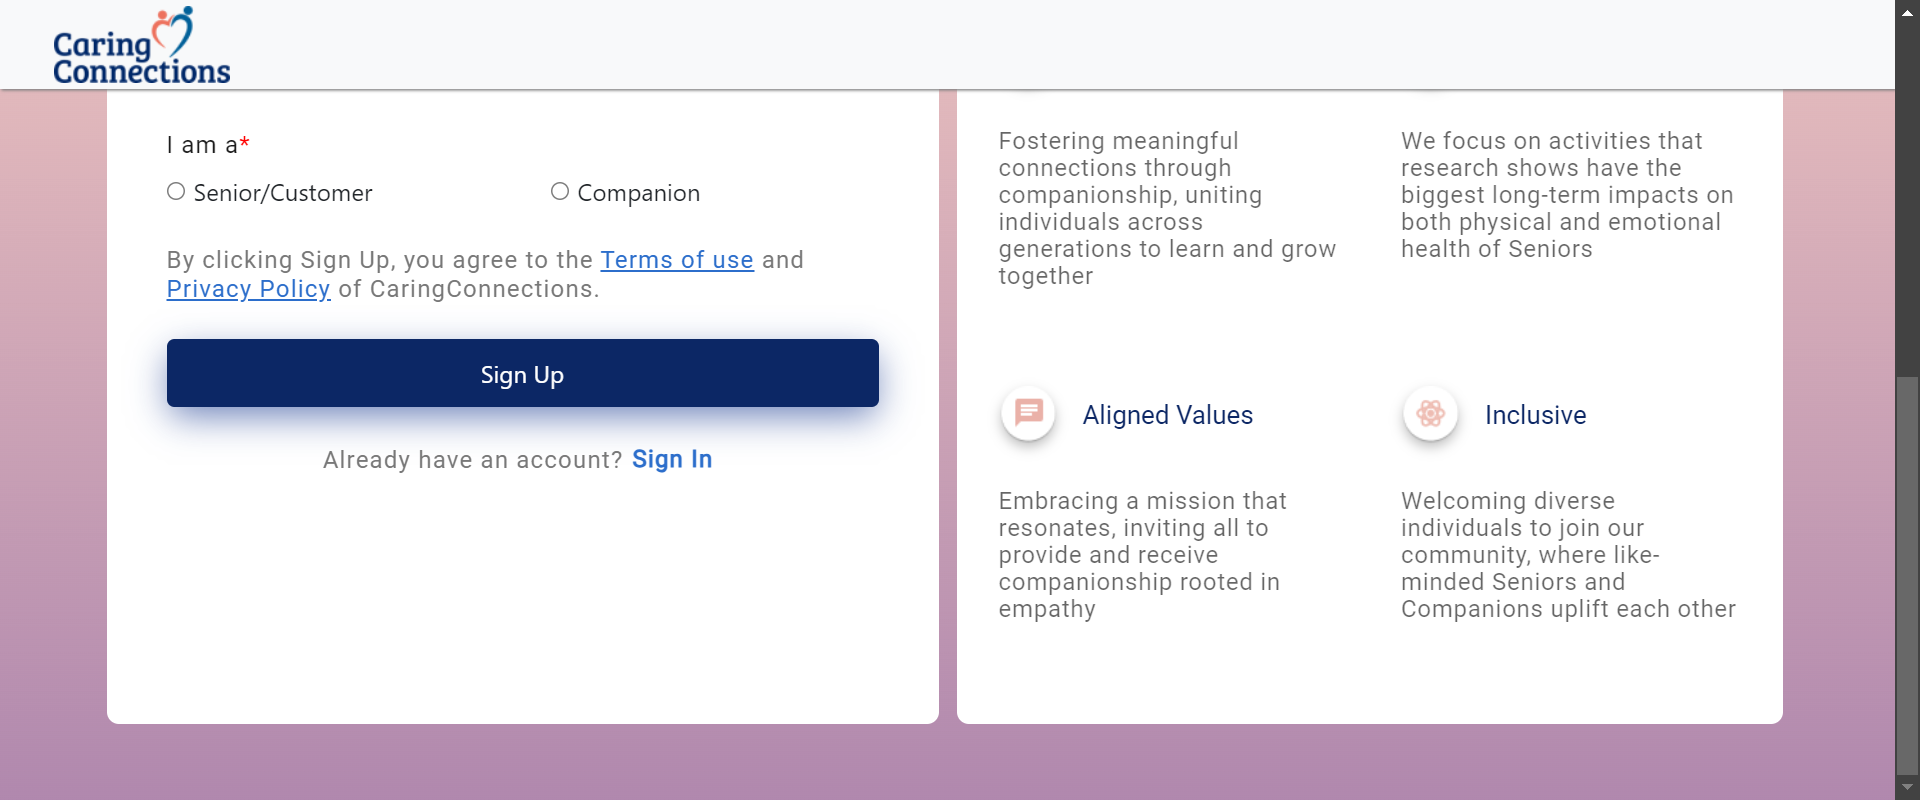 Caring
Connections
I am a*
Senior/Customer
Companion
By clicking Sign Up, you agree to the Terms of use and
Privacy Policy of CaringConnections.
Sign Up
Already have an account? Sign In
Fostering meaningful
connections through
companionship, uniting
individuals across
generations to learn and grow
together
We focus on activities that
research shows have the
biggest long-term impacts on
both physical and emotional
health of Seniors
Aligned Values
Embracing a mission that
resonates, inviting all to
provide and receive
companionship rooted in
empathy
Inclusive
Welcoming diverse
individuals to join our
community, where like-
minded Seniors and
Companions uplift each other